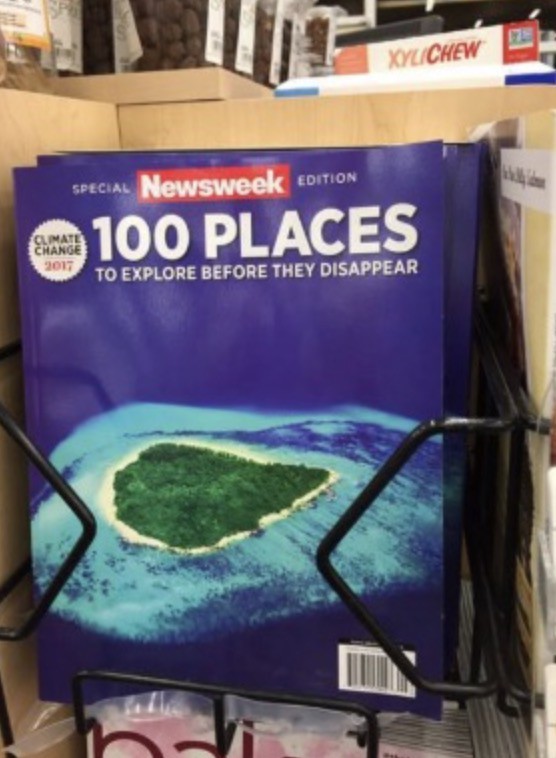 XYLICHEW
SPECIAL Newsweek EDITION
CLIMATE
CHANGE
2017
100 PLACES
TO EXPLORE BEFORE THEY DISAPPEAR